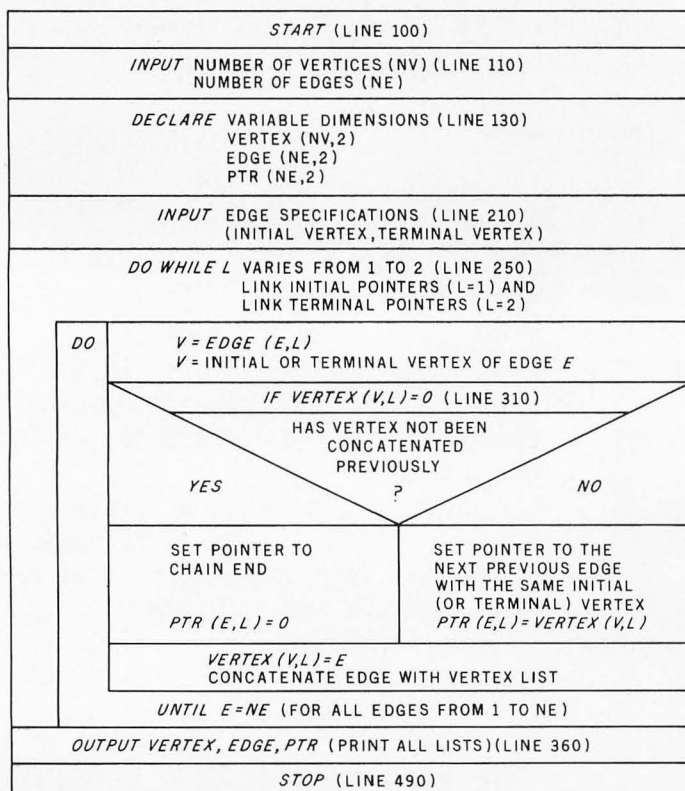 START (LINE 100)
INPUT NUMBER OF VERTICES (NV) (LINE 110)
NUMBER OF EDGES (NE)
DECLARE VARIABLE DIMENSIONS (LINE 130)
VERTEX (NV,2)
EDGE (NE,2)
PTR (NE,2)
INPUT EDGE SPECIFICATIONS (LINE 210)
(INITIAL VERTEX, TERMINAL VERTEX)
DO WHILE L VARIES FROM 1 TO 2 (LINE 250)
LINK INITIAL POINTERS (L=1) AND
LINK TERMINAL POINTERS (L=2)
DO
V = EDGE (E,L)
V = INITIAL OR TERMINAL VERTEX OF EDGE E
IF VERTEX (V,L)=0 (LINE 310)
HAS VERTEX NOT BEEN
CONCATENATED
PREVIOUSLY
YES ? NO
SET POINTER TO
CHAIN END
PTR (E,L)=0
SET POINTER TO THE
NEXT PREVIOUS EDGE
WITH THE SAME INITIAL
(OR TERMINAL) VERTEX
PTR (E,L)=VERTEX (V,L)
VERTEX (V,L)=E
CONCATENATE EDGE WITH VERTEX LIST
UNTIL E=NE (FOR ALL EDGES FROM 1 TO NE)
OUTPUT VERTEX, EDGE, PTR (PRINT ALL LISTS) (LINE 360)
STOP (LINE 490)